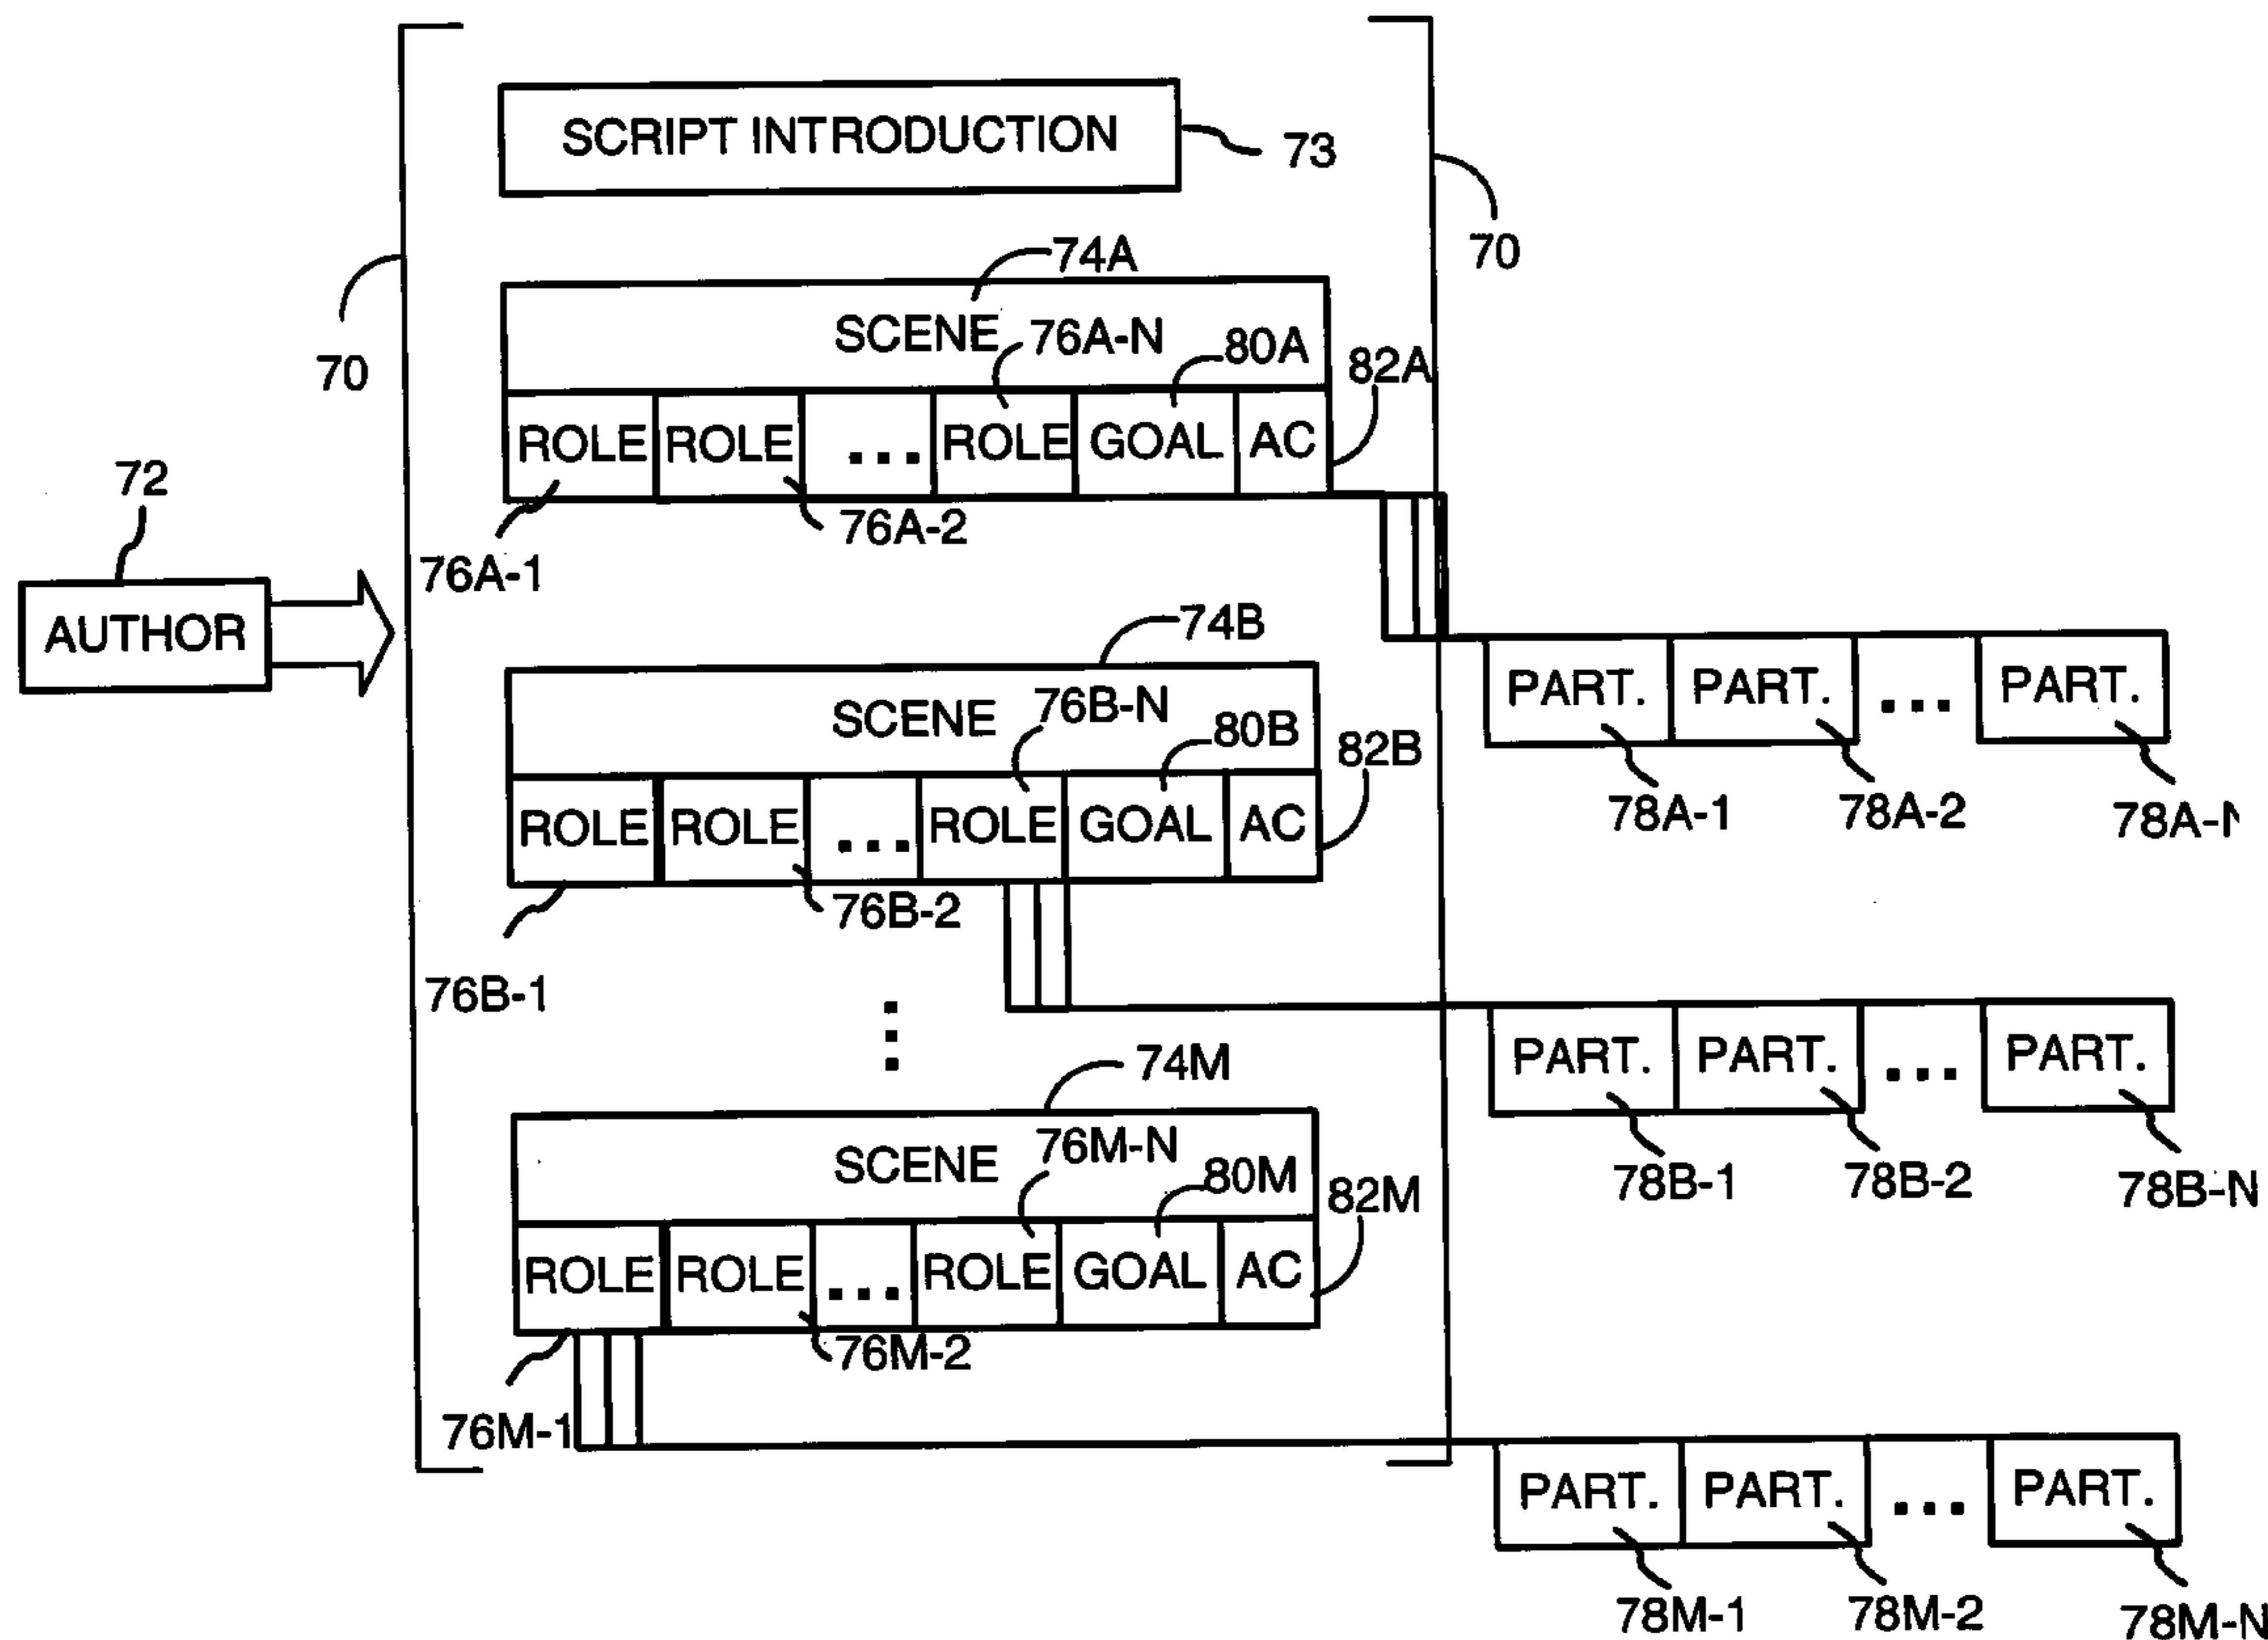 SCRIPT INTRODUCTION
73
70
70
74A
SCENE
76A-N
80A
82A
ROLE ROLE ... ROLE GOAL AC
76A-1
76A-2
72
AUTHOR
PART. PART. ... PART.
78A-1
78A-2
78A-N
74B
SCENE
76B-N
80B
82B
ROLE ROLE ... ROLE GOAL AC
76B-1
76B-2
PART. PART. ... PART.
78B-1
78B-2
78B-N
74M
SCENE
76M-N
80M
82M
ROLE ROLE ... ROLE GOAL AC
76M-1
76M-2
PART. PART. ... PART.
78M-1
78M-2
78M-N